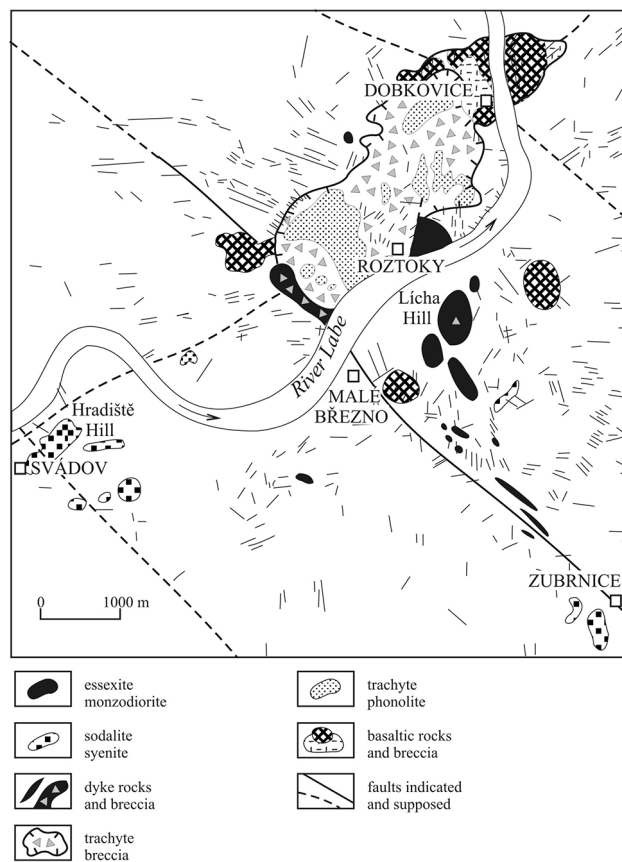 DOBKOVICE
ROZTOKY
Lícha
Hill
River Labe
MALÉ
BŘEZNO
Hradiště
Hill
SVÁDOV
ZUBRNICE
0 1000 m
essexite
monzodiorite
sodalite
syenite
dyke rocks
and breccia
trachyte
breccia
trachyte
phonolite
basaltic rocks
and breccia
faults indicated
and supposed